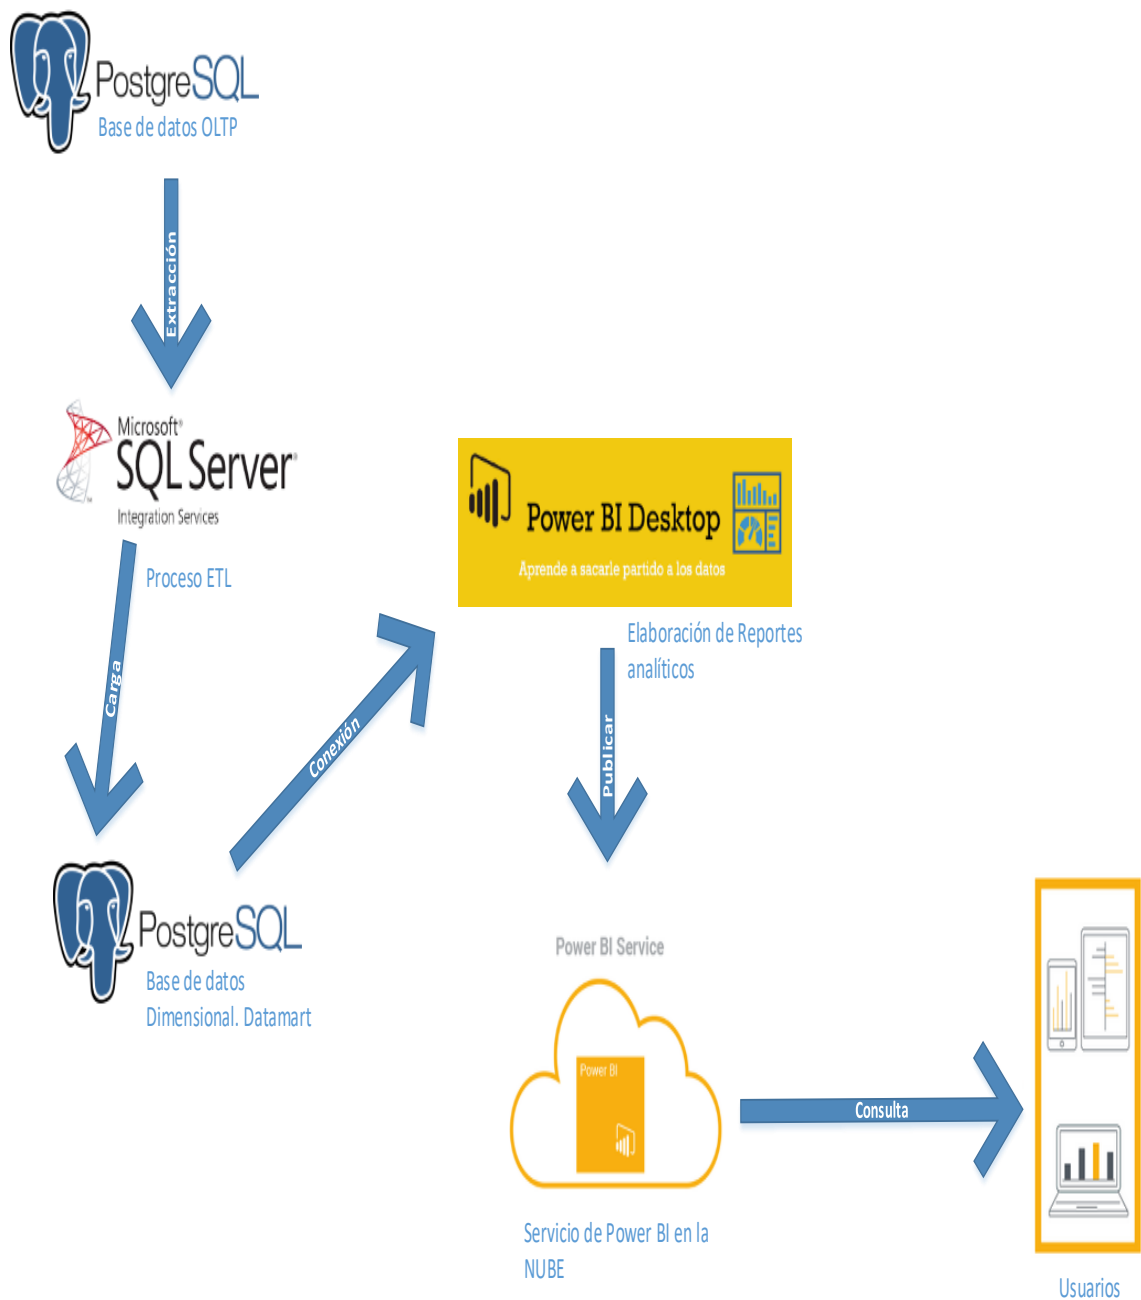 PostgreSQL
Base de datos OLTP
Extracción
Microsoft®
SQL Server®
Integration Services
Proceso ETL
Carga
PostgreSQL
Base de datos
Dimensional. Datamart
Conexión
Power BI Desktop
Aprende a sacarle partido a los datos
Elaboración de Reportes
analíticos
Publicar
Power BI Service
Power BI
Servicio de Power BI en la
NUBE
Consulta
Usuarios